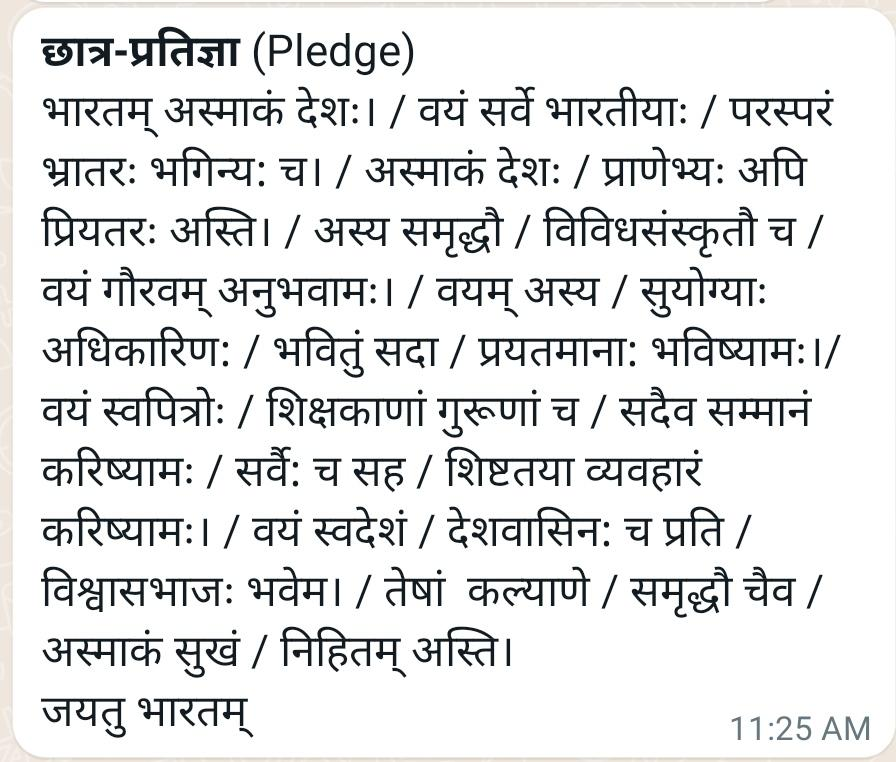 छात्र-प्रतिज्ञा (Pledge)
भारतम् अस्माकं देशः। / वयं सर्वे भारतीयाः / परस्परं
भ्रातरः भगिन्य: च। / अस्माकं देशः / प्राणेभ्यः अपि
प्रियतरः अस्ति। / अस्य समृद्धौ / विविधसंस्कृतौ च /
वयं गौरवम् अनुभवामः। / वयम् अस्य / सुयोग्याः
अधिकारिण: / भवितुं सदा / प्रयतमाना: भविष्यामः।/
वयं स्वपित्रोः / शिक्षकाणां गुरूणां च / सदैव सम्मानं
करिष्यामः / सर्वै: च सह / शिष्टतया व्यवहारं
करिष्यामः। / वयं स्वदेशं / देशवासिन: च प्रति /
विश्वासभाजः भवेम। / तेषां  कल्याणे / समृद्धौ चैव /
अस्माकं सुखं / निहितम् अस्ति।
जयतु भारतम्
11:25 AM